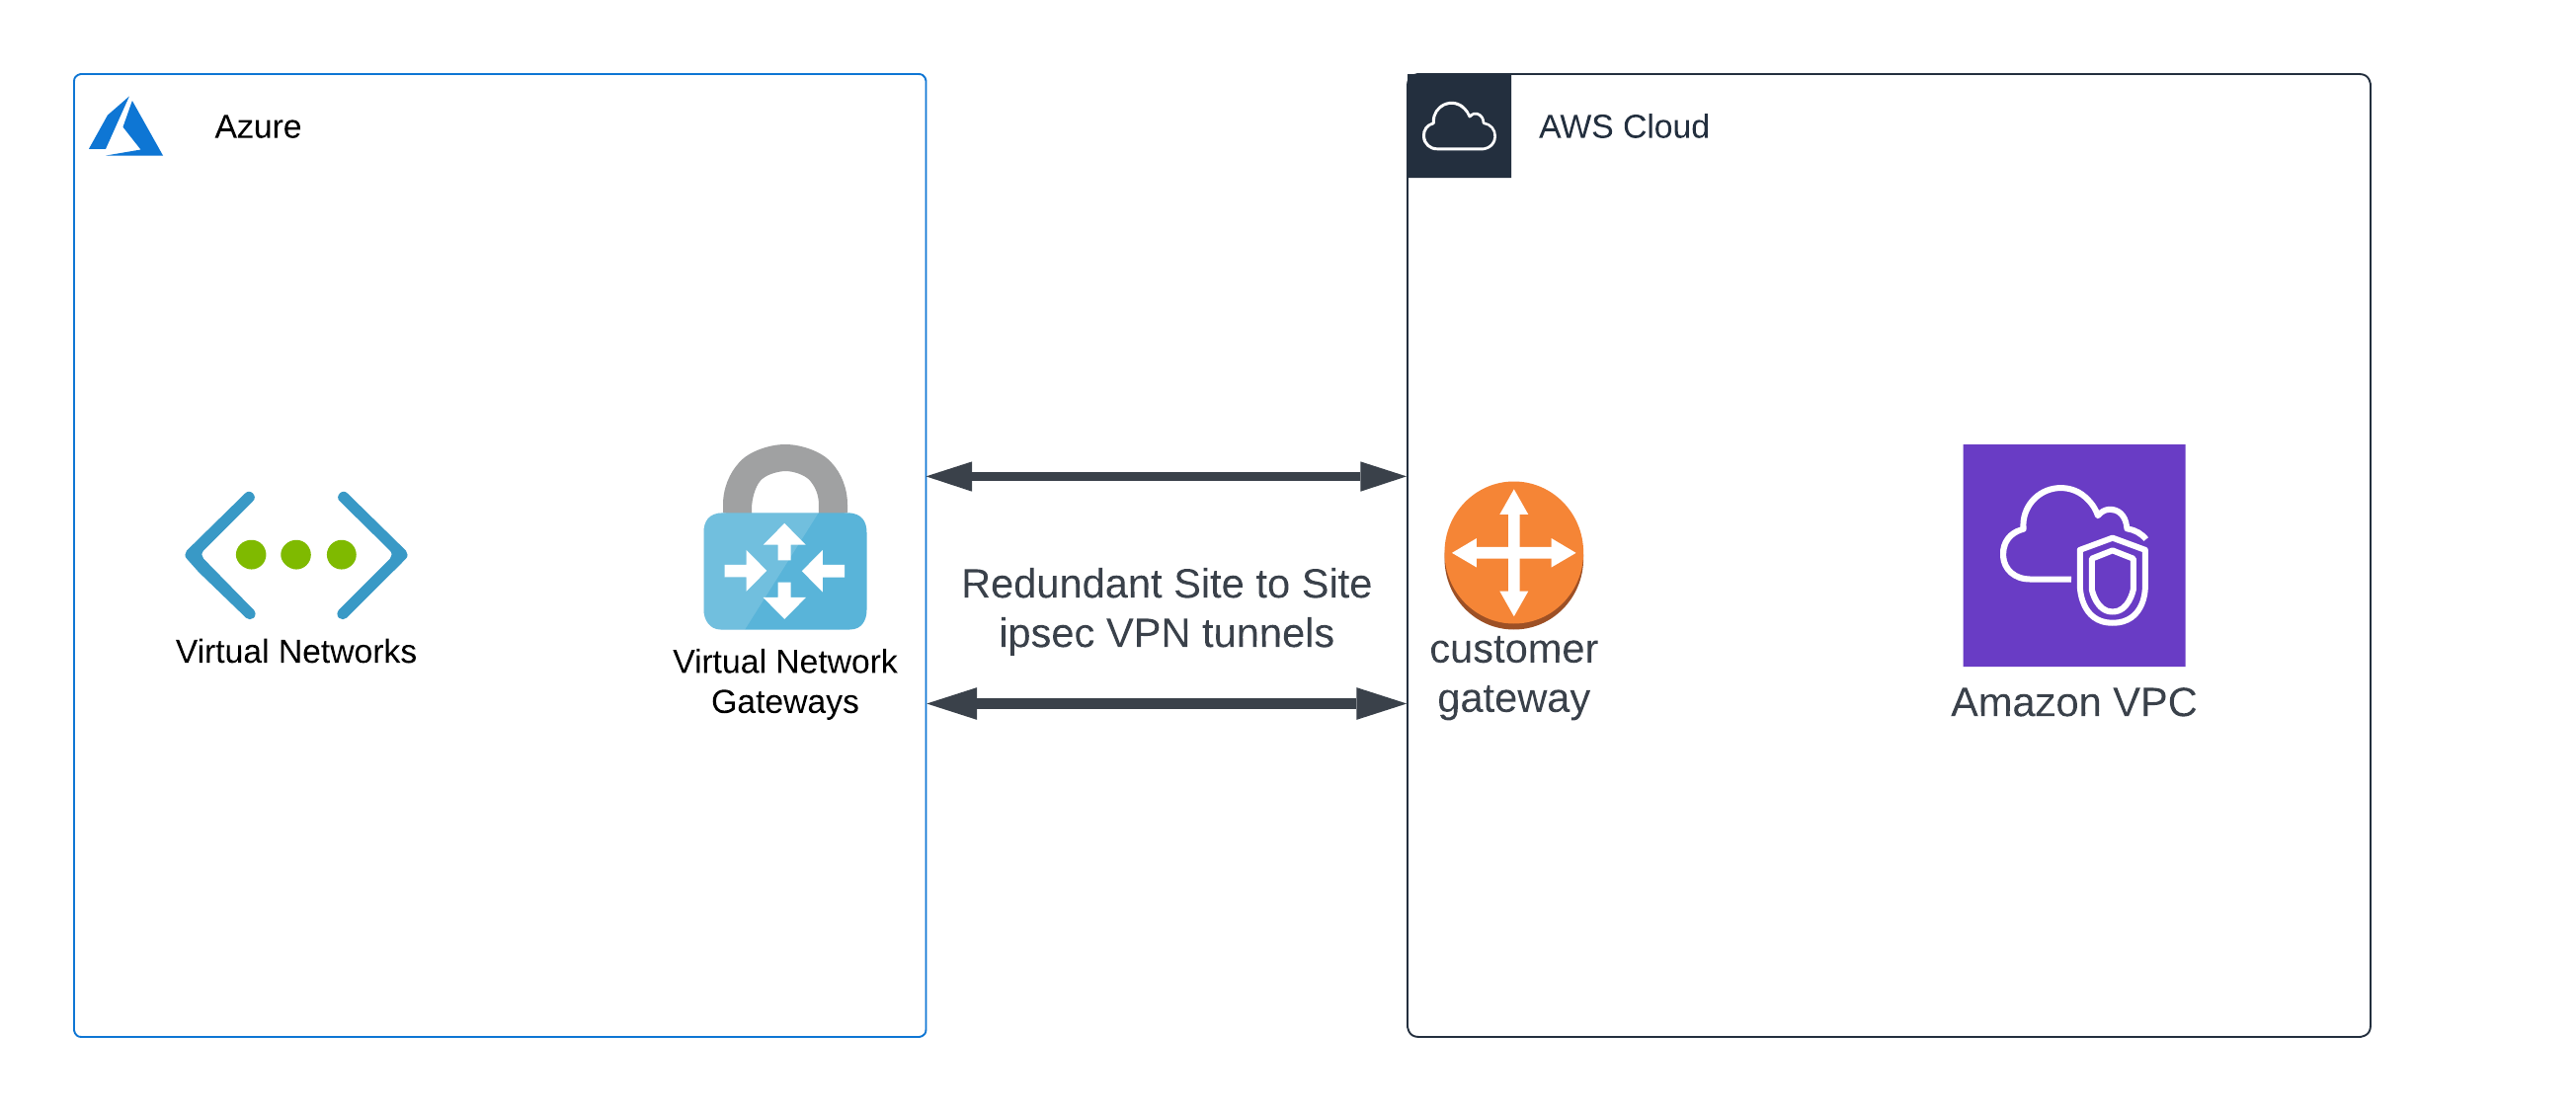 Azure
AWS Cloud
Virtual Networks
Virtual Network
Gateways
Redundant Site to Site
ipsec VPN tunnels
customer
gateway
Amazon VPC